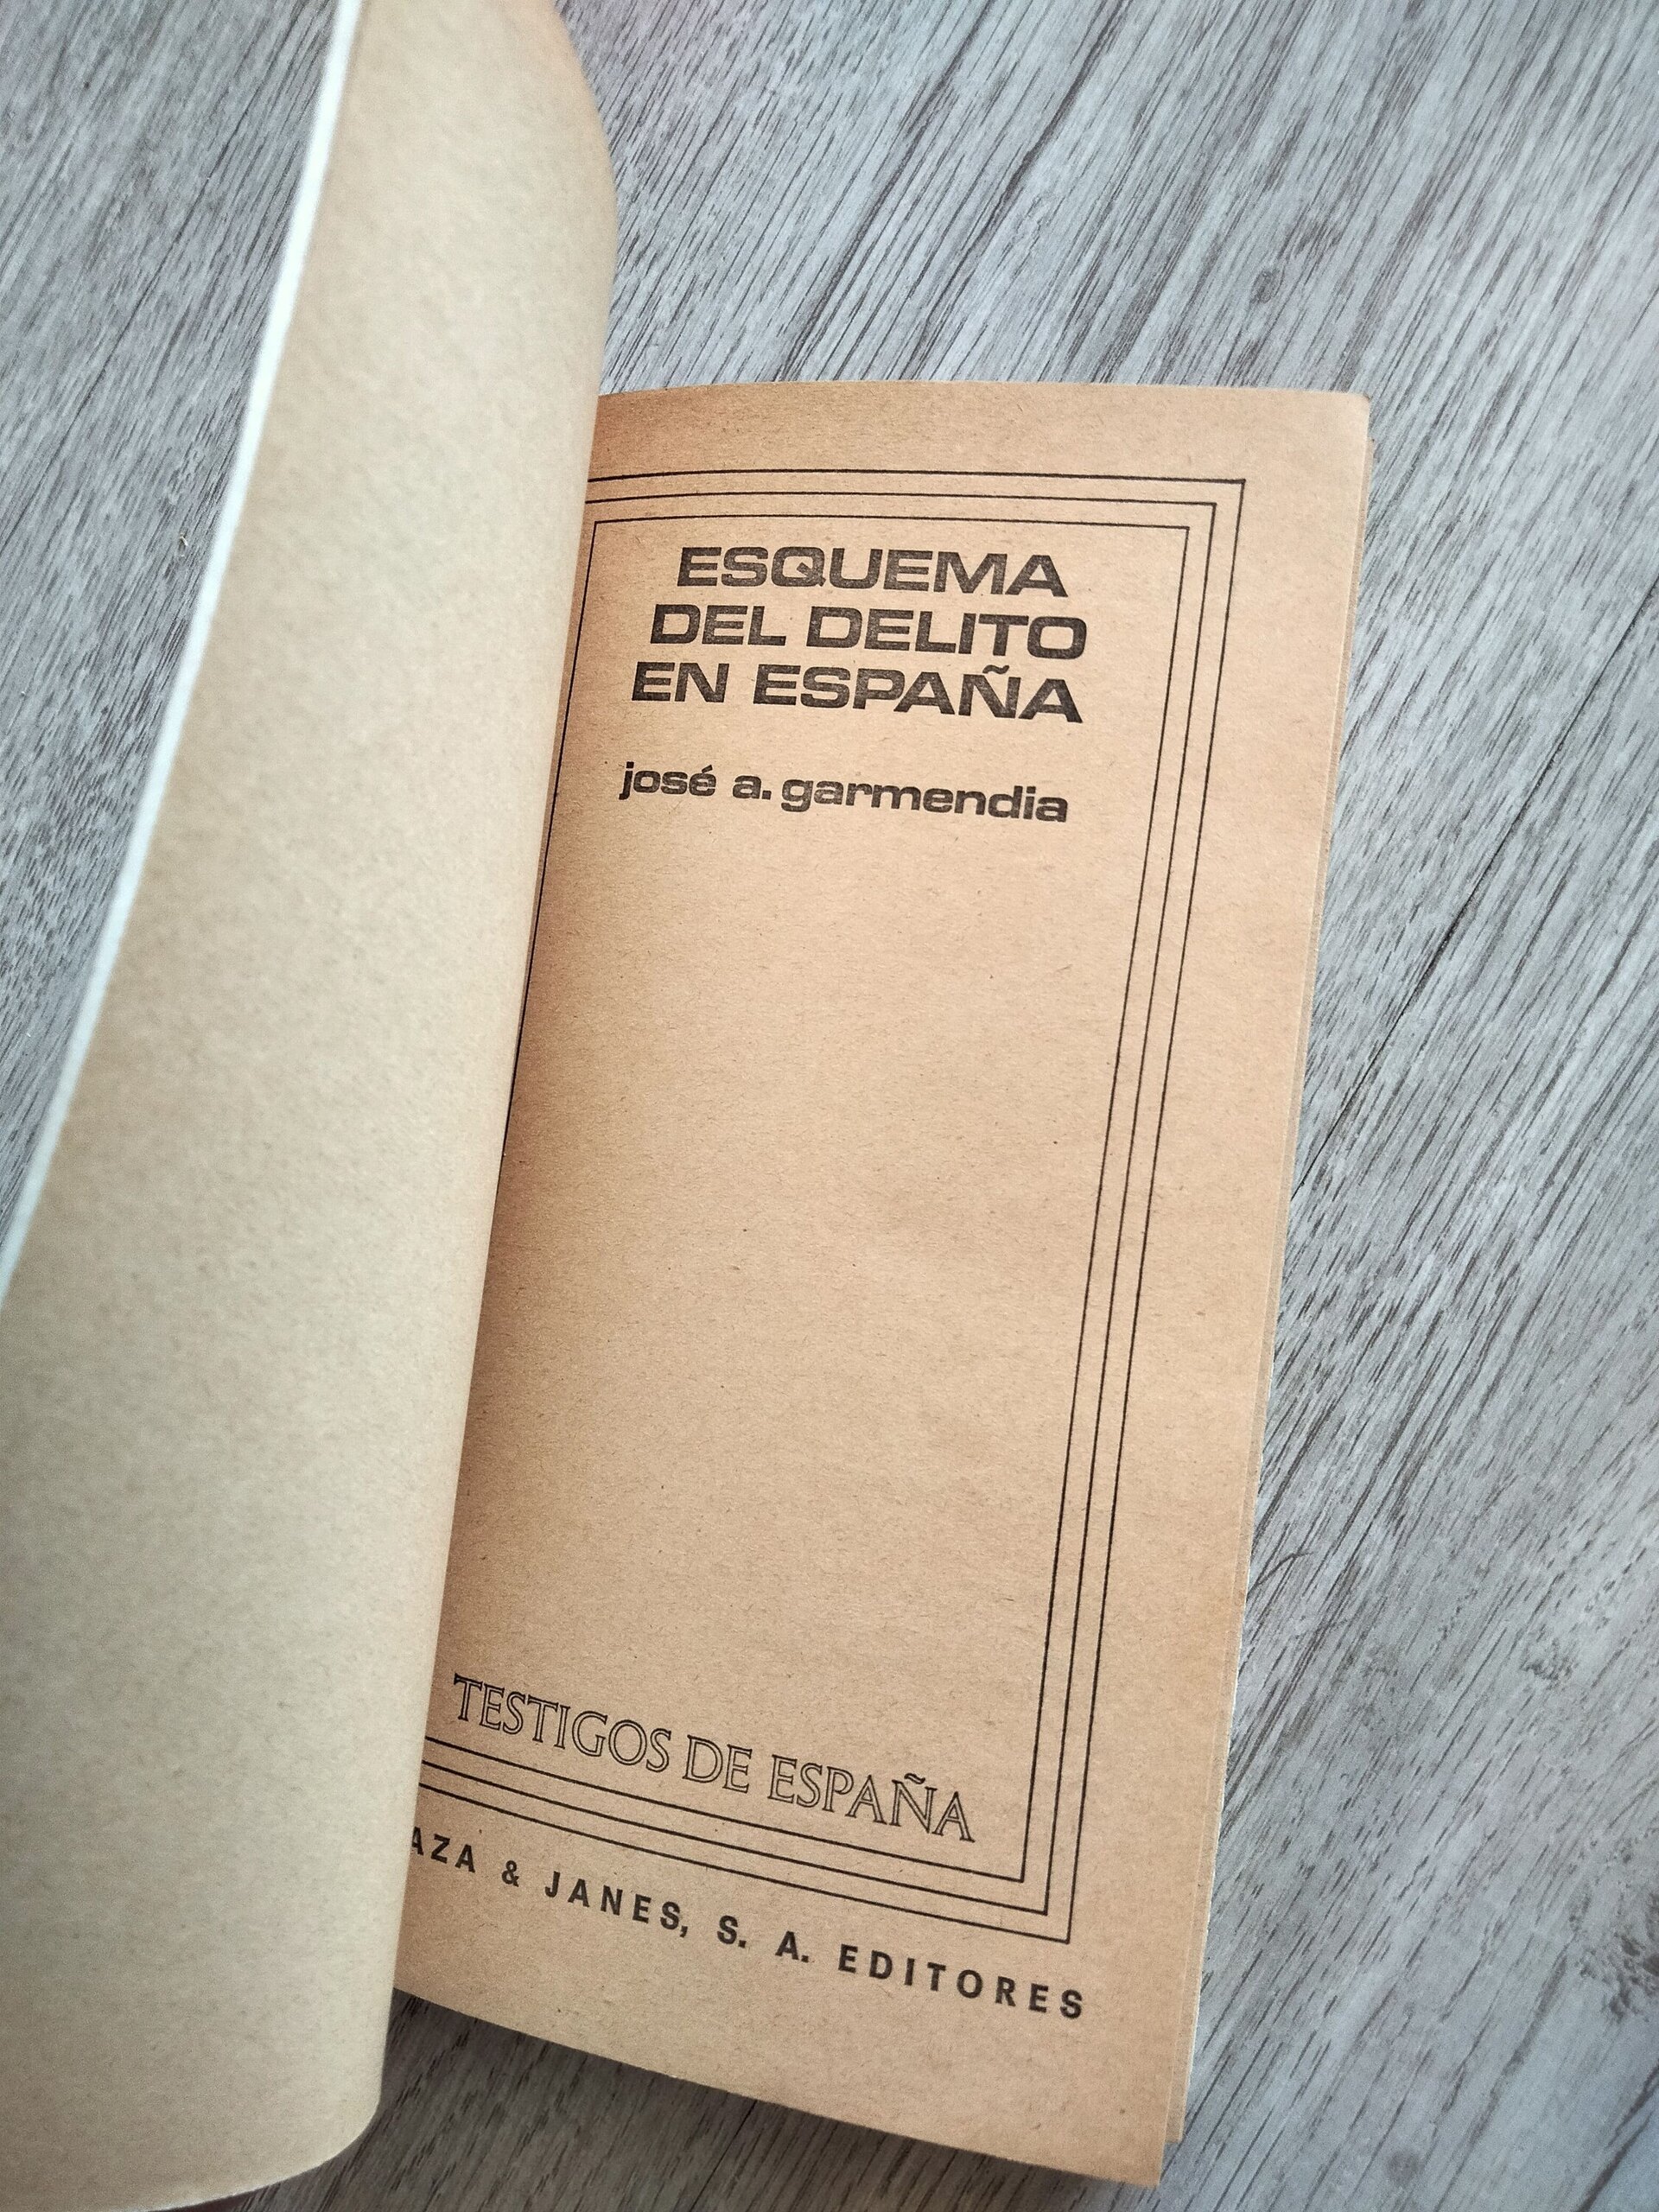 ESQUEMA
DEL DELITO
EN ESPAÑA
josé a. garmendia
TESTIGOS DE ESPAÑA
AZA & JANES, S. A. EDITORES